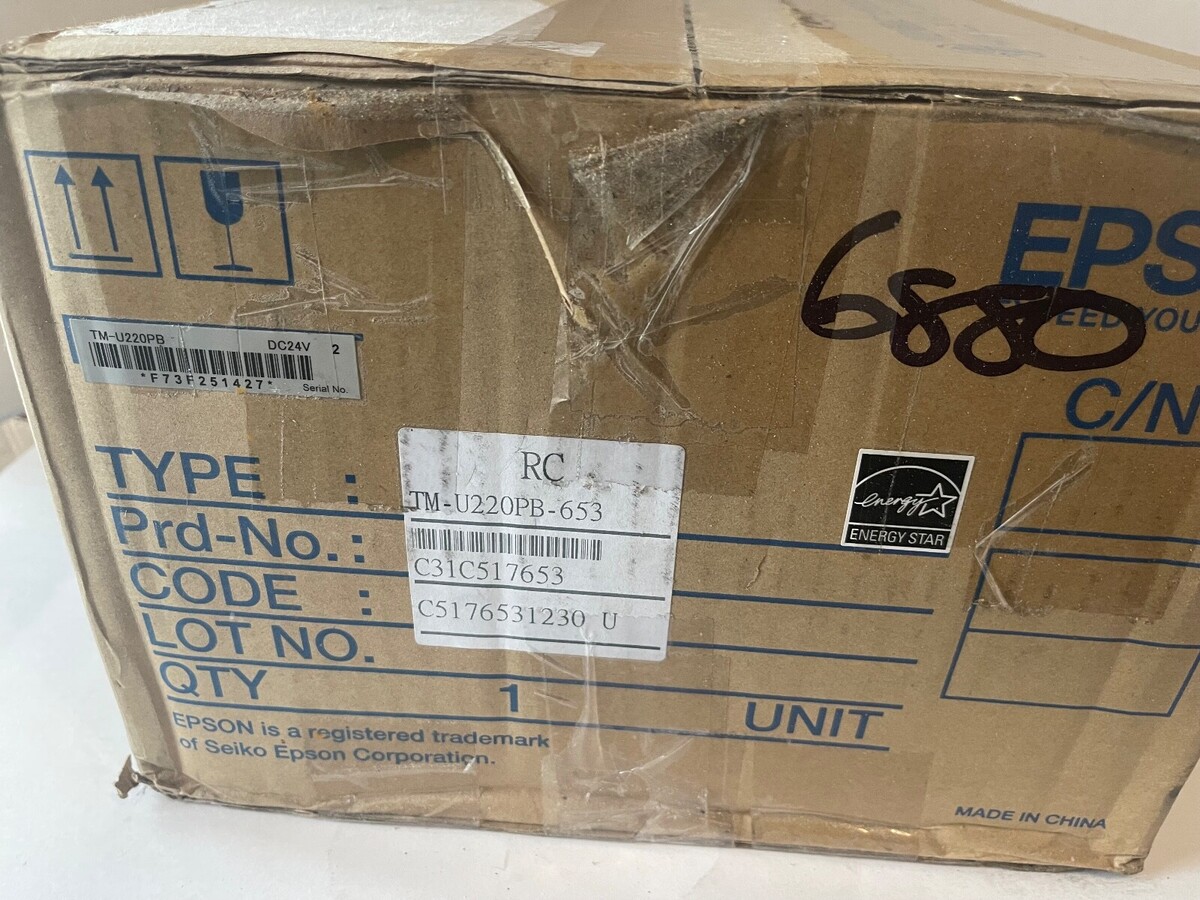 EPS
6880
EED YOU
C/N
TM-U220PB DC24V 2
*F73F251427*
Serial No.
RC
TYPE : TM-U220PB-653
Prd-No. :
C31C517653
CODE : C5176531230 U
LOT NO.
QTY 1 UNIT
energy
ENERGY STAR
EPSON is a registered trademark
of Seiko Epson Corporation.
MADE IN CHINA